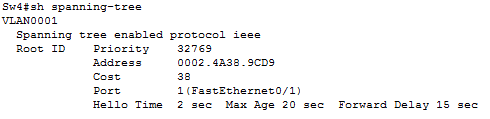 Sw4#sh spanning-tree
VLAN0001
Spanning tree enabled protocol ieee
Root ID Priority 32769
Address 0002.4A38.9CD9
Cost 38
Port 1(FastEthernet0/1)
Hello Time 2 sec Max Age 20 sec Forward Delay 15 sec